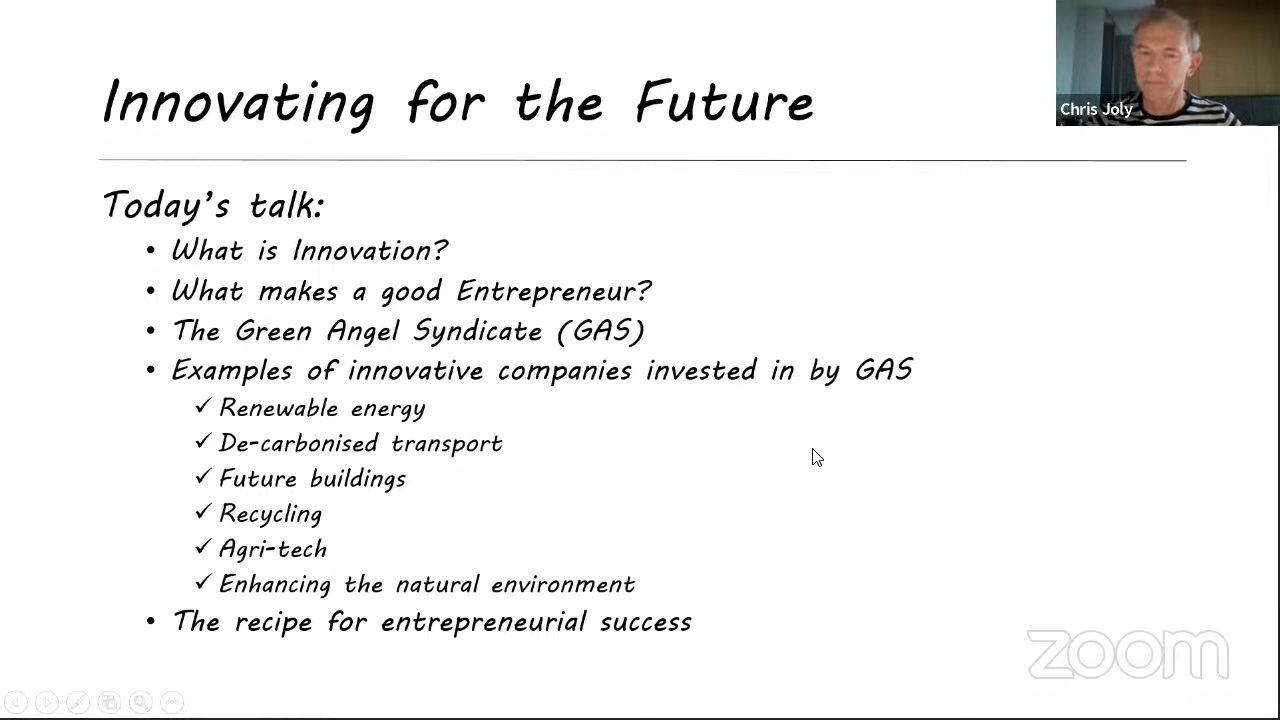 Innovating for the Future
Chris Joly
Today's talk:
• What is Innovation?
• What makes a good Entrepreneur?
• The Green Angel Syndicate (GAS)
• Examples of innovative companies invested in by GAS
✓ Renewable energy
✓ De-carbonised transport
✓ Future buildings
✓ Recycling
✓ Agri-tech
✓ Enhancing the natural environment
• The recipe for entrepreneurial success
zoom